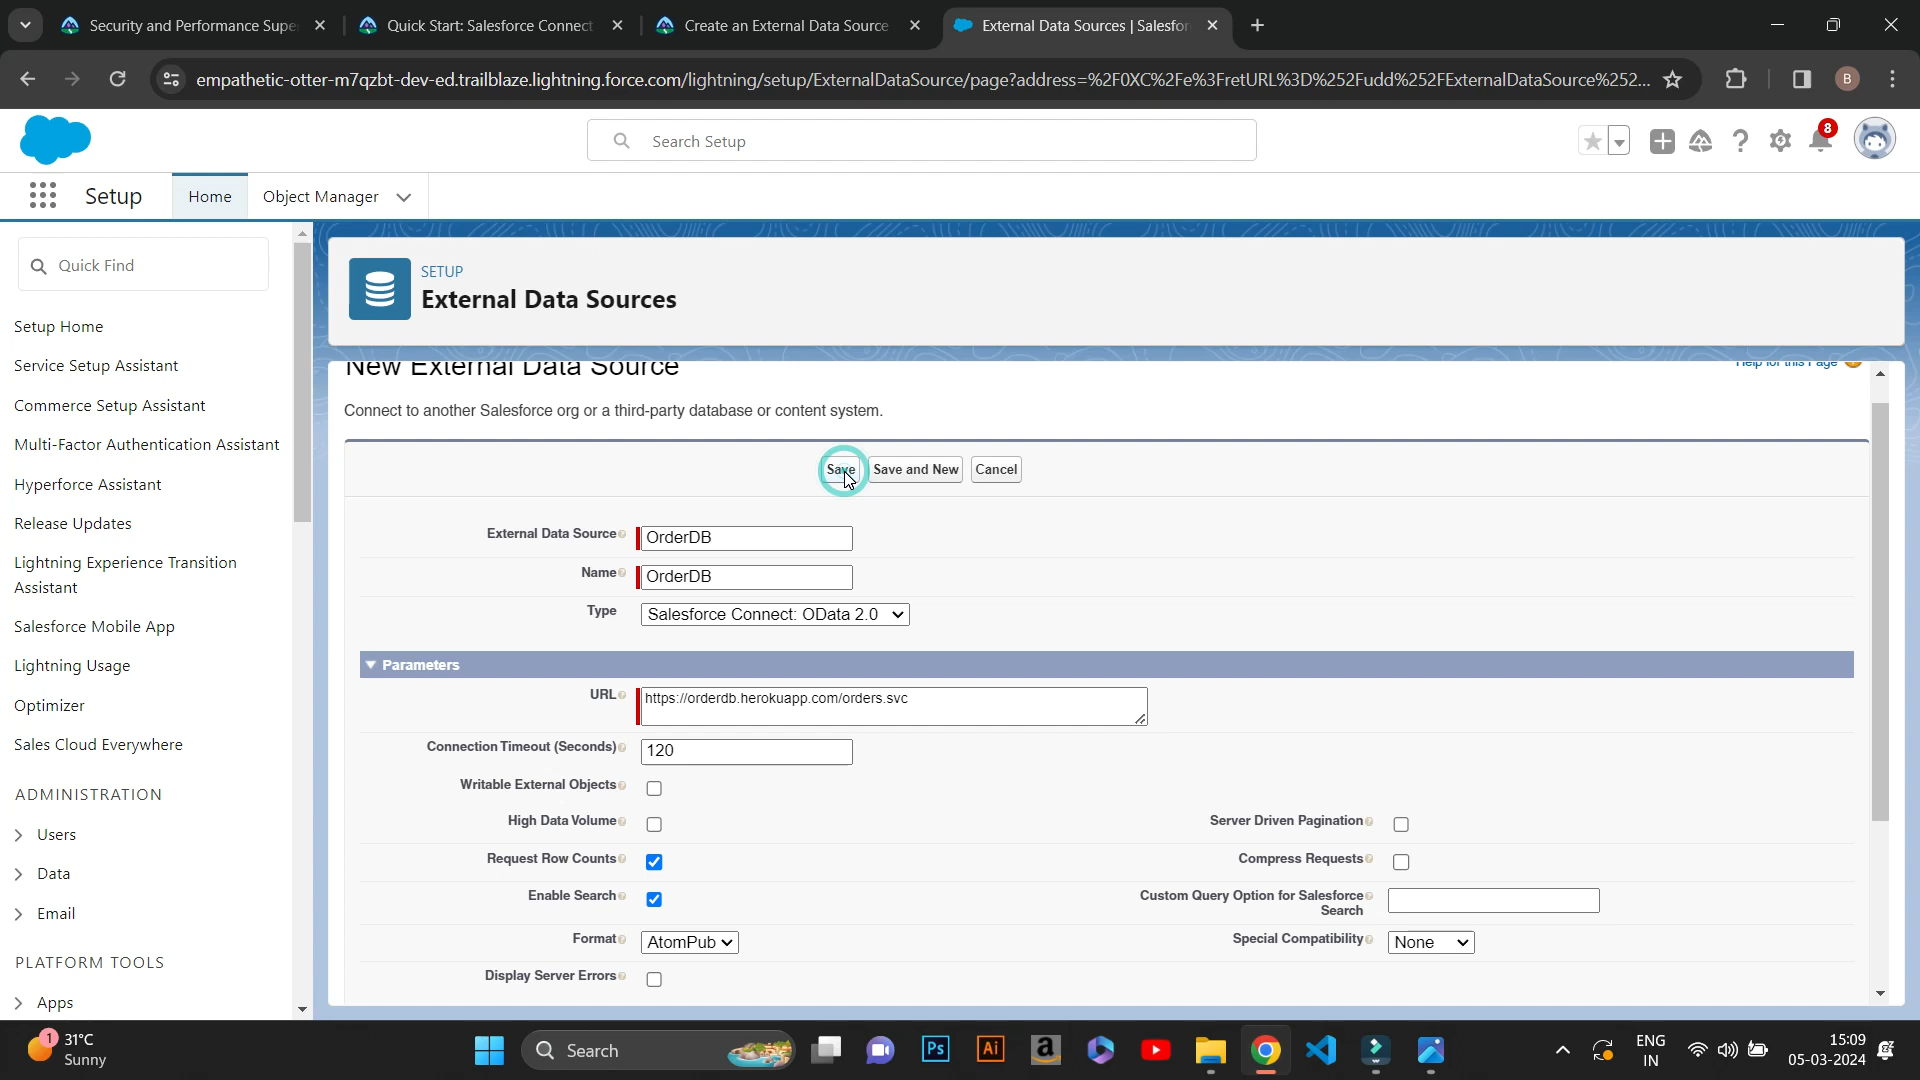 Security and Performance Supe
Quick Start: Salesforce Connect
Create an External Data Source
External Data Sources | Salesfor
empathetic-otter-m7qzbt-dev-ed.trailblaze.lightning.force.com/lightning/setup/ExternalDataSource/page?address=%2F0XC%2Fe%3FretURL%3D%252Fudd%252FExternalDataSource%252...
B
Search Setup
8
Setup
Home
Object Manager
Quick Find
Setup Home
Service Setup Assistant
Commerce Setup Assistant
Multi-Factor Authentication Assistant
Hyperforce Assistant
Release Updates
Lightning Experience Transition
Assistant
Salesforce Mobile App
Lightning Usage
Optimizer
Sales Cloud Everywhere
ADMINISTRATION
Users
Data
Email
PLATFORM TOOLS
Apps
SETUP
External Data Sources
New External Data Source
Help for this Page
Connect to another Salesforce org or a third-party database or content system.
Save
Save and New
Cancel
External Data Source
OrderDB
Name
OrderDB
Type
Salesforce Connect: OData 2.0
Parameters
URL
https://orderdb.herokuapp.com/orders.svc
Connection Timeout (Seconds)
120
Writable External Objects
High Data Volume
Server Driven Pagination
Request Row Counts
Compress Requests
Enable Search
Custom Query Option for Salesforce
Search
Format
AtomPub
Special Compatibility
None
Display Server Errors
1
31°C
Sunny
Search
Ps
Ai
a
ENG
IN
15:09
05-03-2024